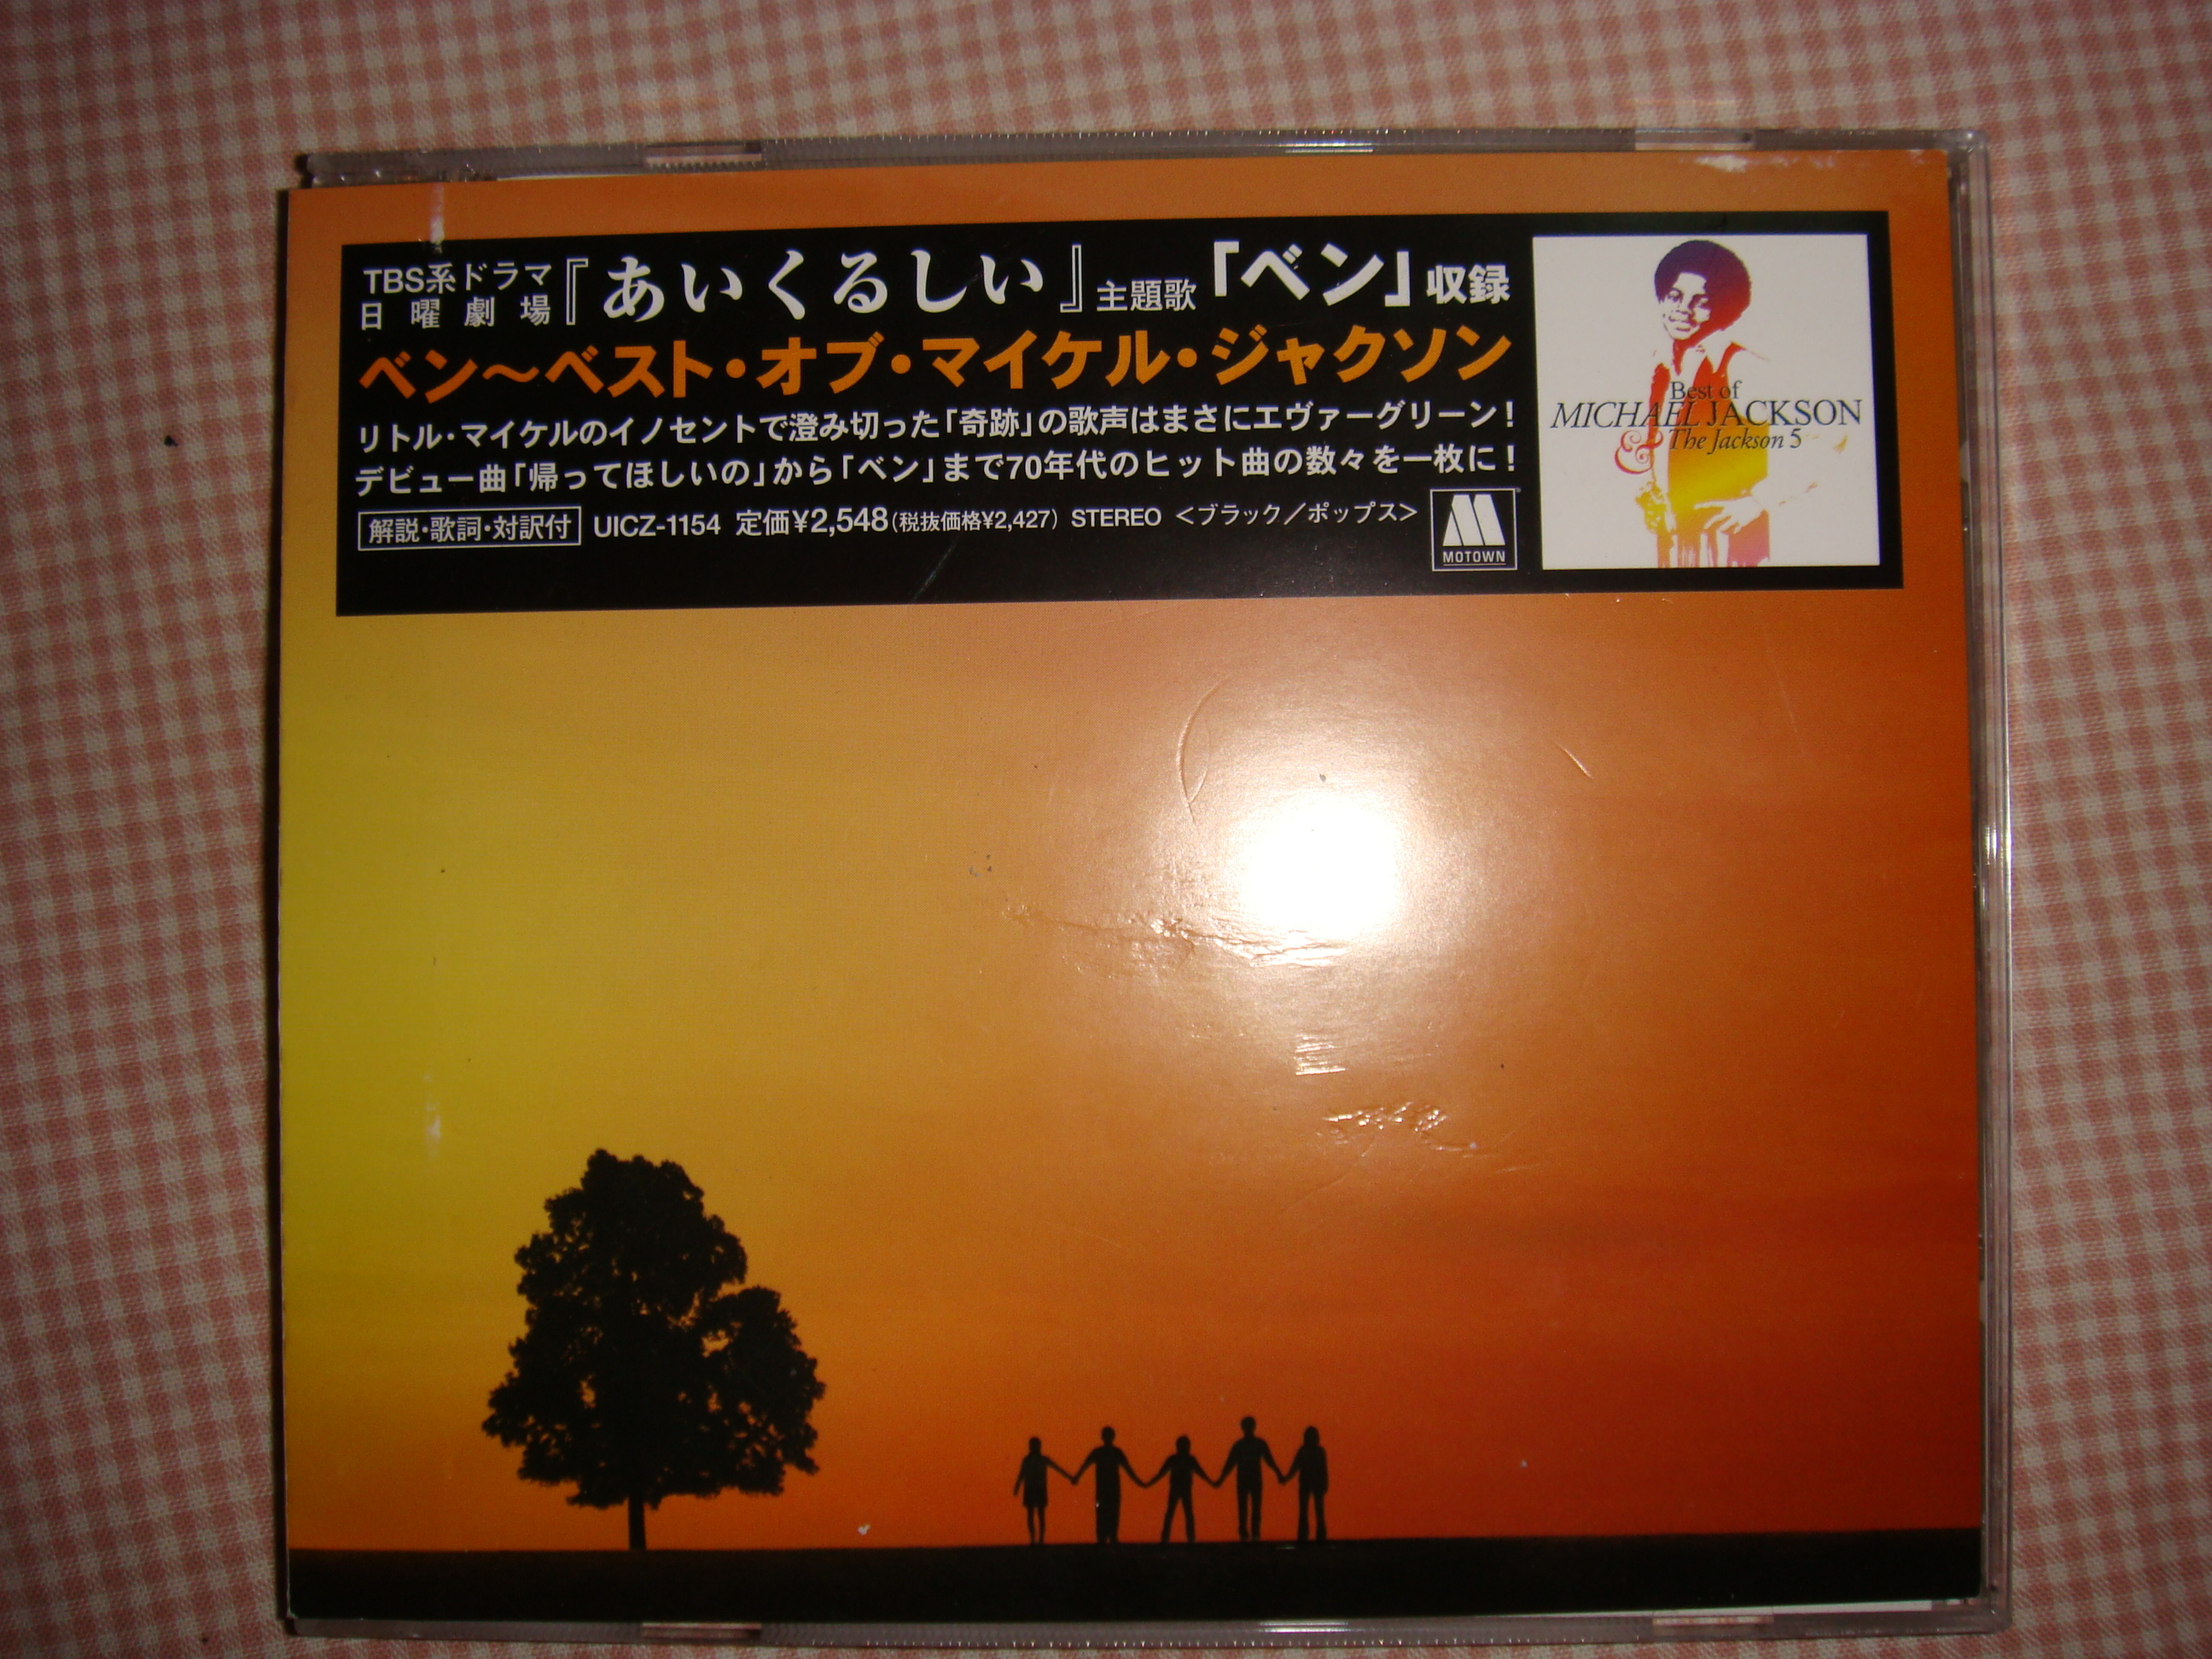 TBS系ドラマ
日曜劇場『あいくるしい』主題歌「ベン」収録
ベン〜ベスト・オブ・マイケル・ジャクソン
リトル・マイケルのイノセントで澄み切った「奇跡」の歌声はまさにエヴァーグリーン!
デビュー曲「帰ってほしいの」から「ベン」まで70年代のヒット曲の数々を一枚に!
解説・歌詞・対訳付 UICZ-1154 定価¥2,548(税抜価格¥2,427) STEREO <ブラック/ポップス>
MOTOWN
Best of
MICHAEL JACKSON
The Jackson 5